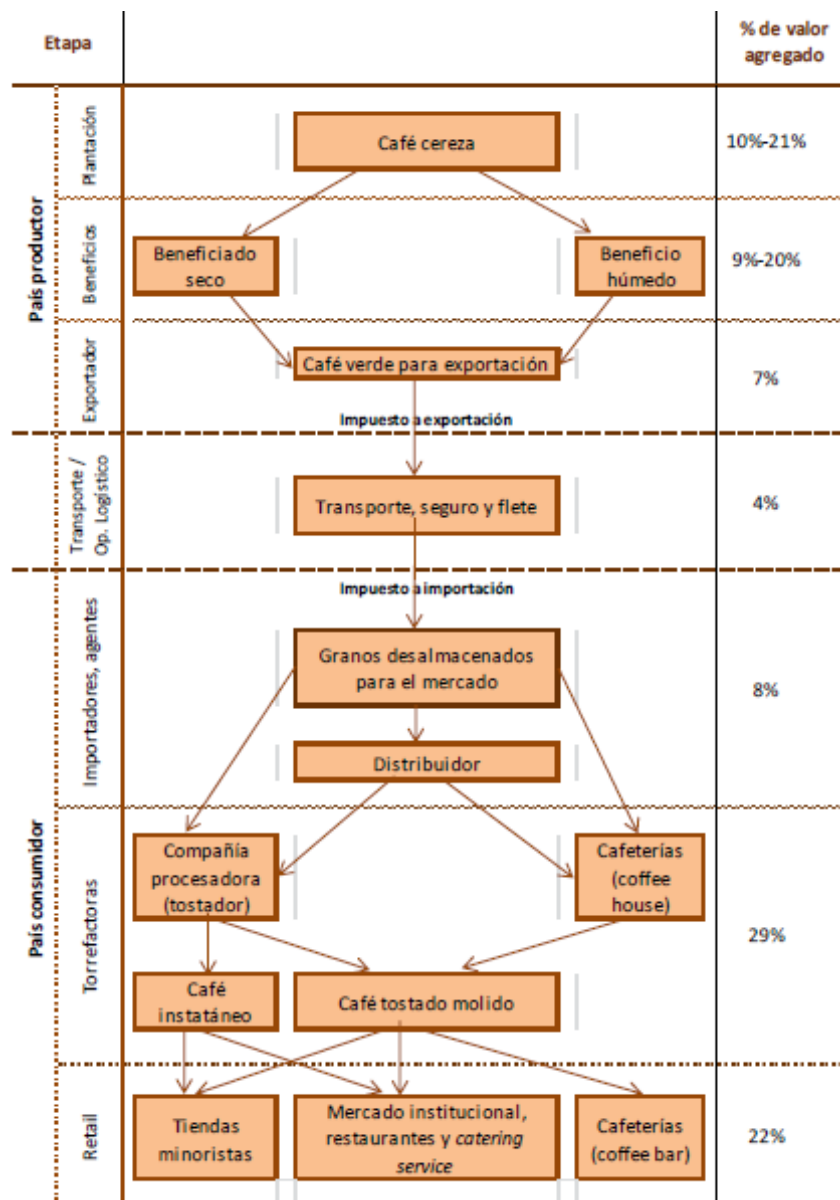 Etapa
% de valor
agregado
País productor
Plantación
Café cereza
10%-21%
Beneficios
Beneficiado
seco
Beneficio
húmedo
9%-20%
Exportador
Café verde para exportación
7%
Impuesto a exportación
Transporte /
Op. Logístico
Transporte, seguro y flete
4%
País consumidor
Importadores, agentes
Impuesto a importación
Granos desalmacenados
para el mercado
8%
Distribuidor
Torrefactoras
Compañía
procesadora
(tostador)
Cafeterías
(coffee
house)
29%
Café
instatáneo
Café tostado molido
Retail
Tiendas
minoristas
Mercado institucional,
restaurantes y catering
service
Cafeterías
(coffee bar)
22%